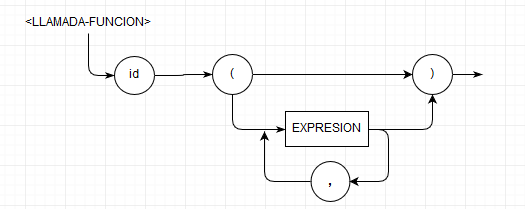 <LLAMADA-FUNCION>
id
(
)
EXPRESION
,